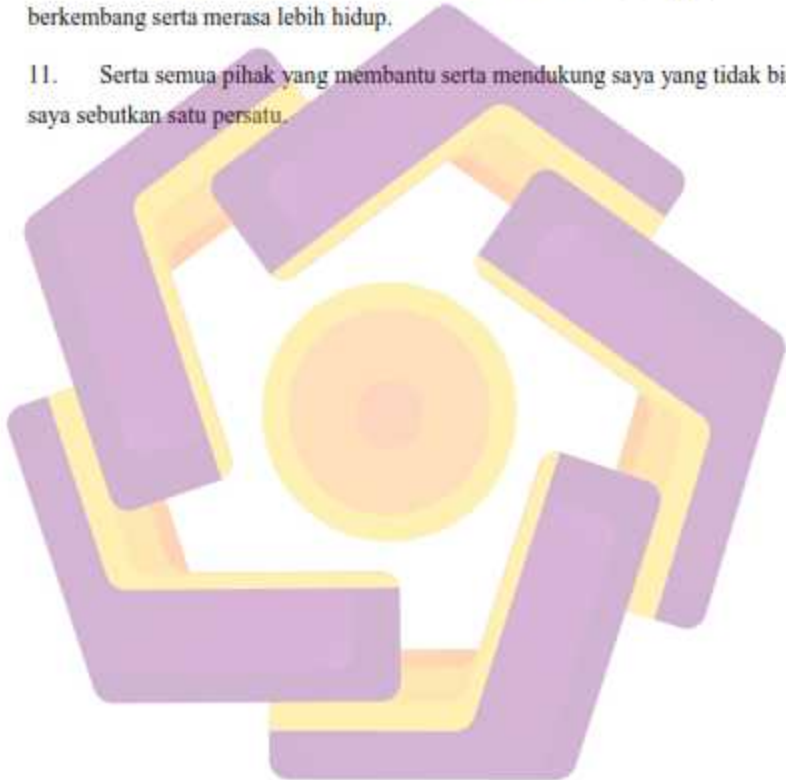 berkembang serta merasa lebih hidup.
11. Serta semua pihak yang membantu serta mendukung saya yang tidak bi
saya sebutkan satu persatu.